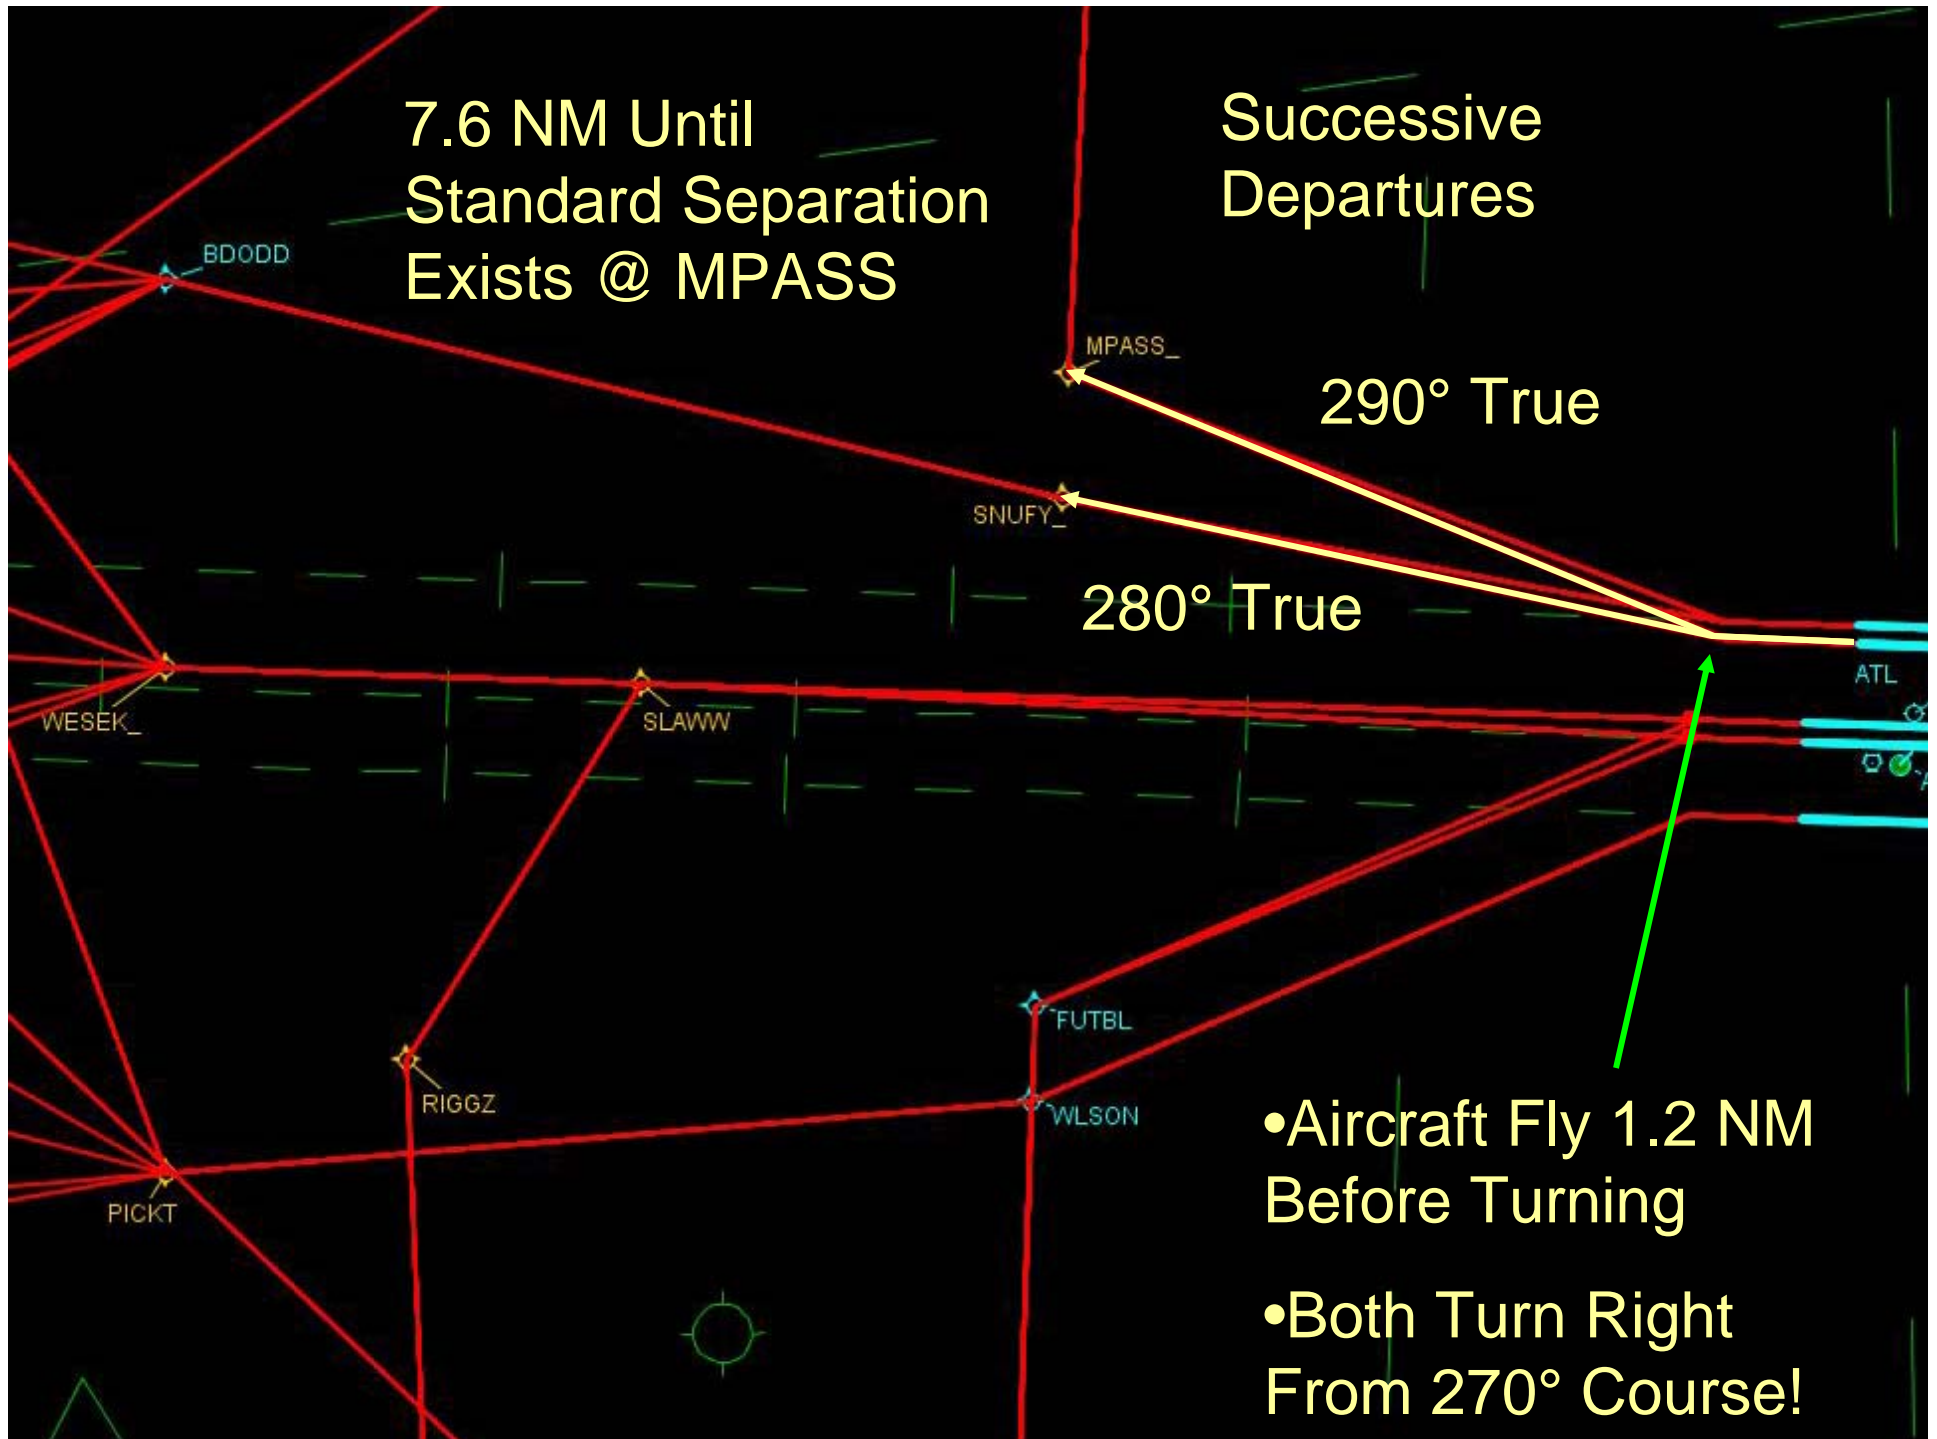 7.6 NM Until
Standard Separation
Exists @ MPASS
Successive
Departures
BDODD
MPASS_
290° True
SNUFY_
280° True
ATL
WESEK_
SLAWW
FUTBL
RIGGZ
WLSON
PICKT
•Aircraft Fly 1.2 NM
Before Turning
•Both Turn Right
From 270° Course!